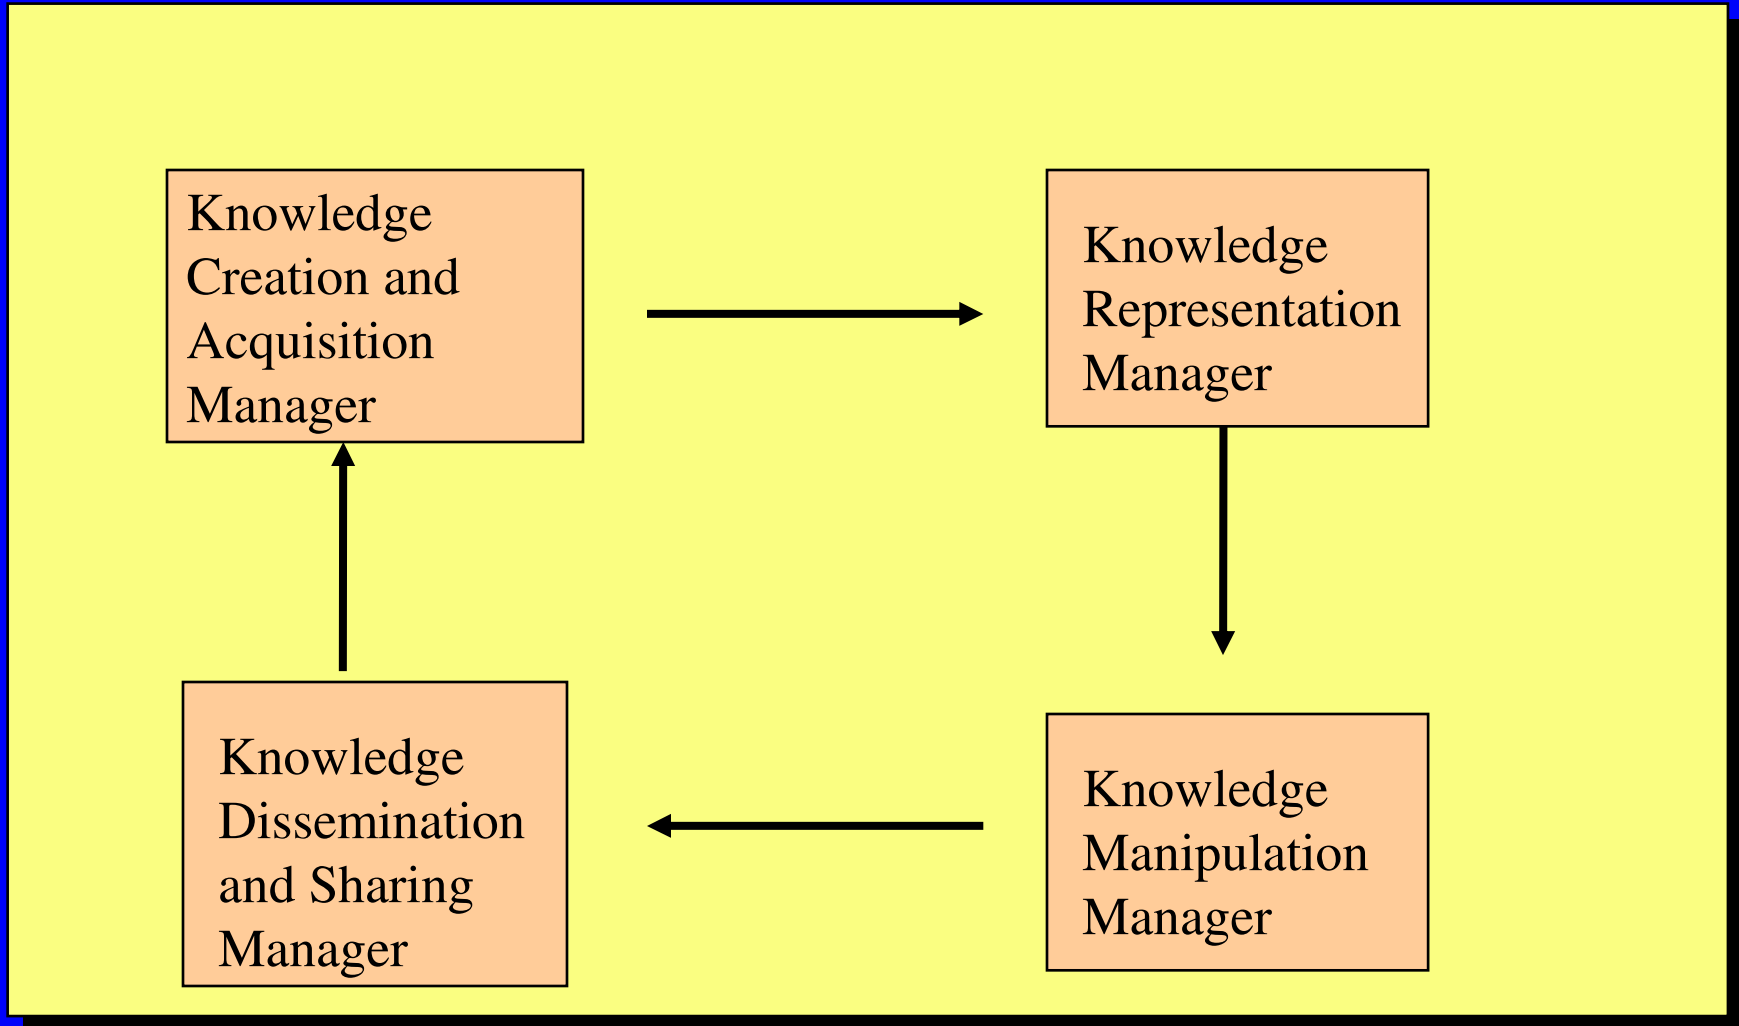 Knowledge
Creation and
Acquisition
Manager
Knowledge
Representation
Manager
Knowledge
Dissemination
and Sharing
Manager
Knowledge
Manipulation
Manager